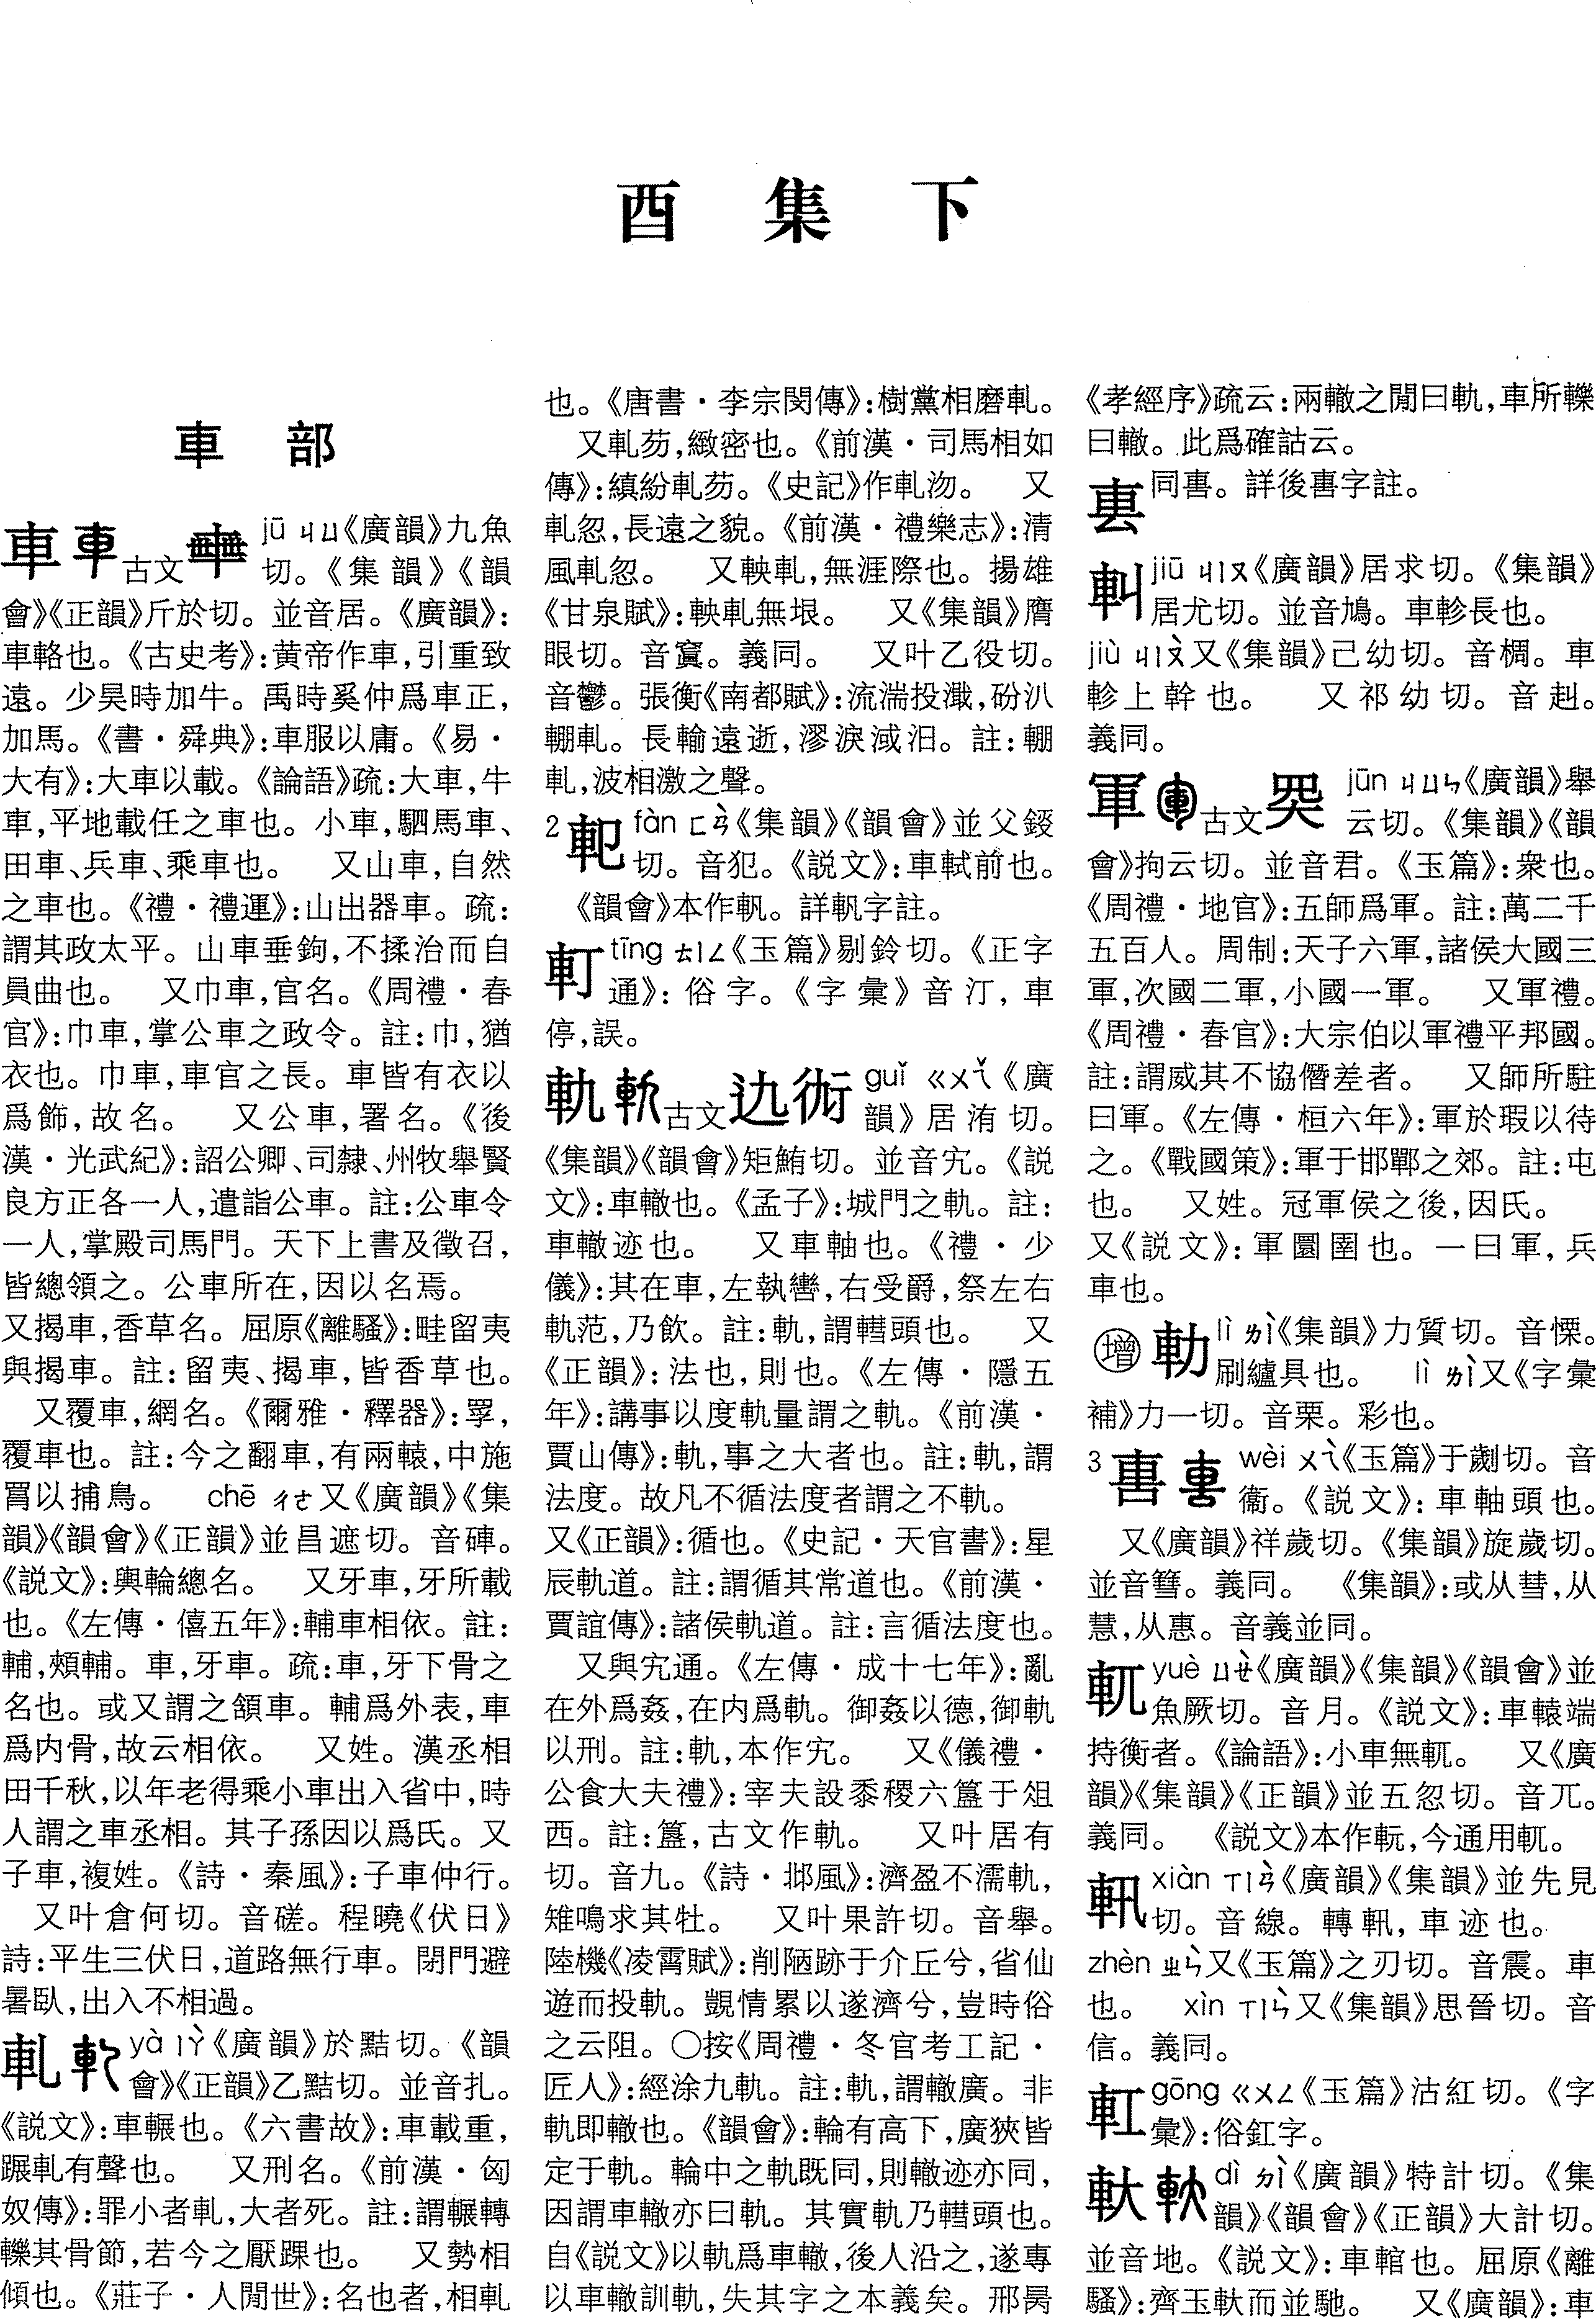 酉集下
車部
車車古文𠦴 jū ㄐㄩ《廣韻》九魚
切。《集韻》《韻
會》《正韻》斤於切。並音居。《廣韻》:
車輅也。《古史考》:黄帝作車,引重致
遠。少昊時加牛。禹時奚仲爲車正,
加馬。《書·舜典》:車服以庸。《易·
大有》:大車以載。《論語》疏:大車,牛
車,平地載任之車也。小車,駟馬車、
田車、兵車、乘車也。 又山車,自然
之車也。《禮·禮運》:山出器車。疏:
謂其政太平。山車垂鉤,不揉治而自
員曲也。 又巾車,官名。《周禮·春
官》:巾車,掌公車之政令。註:巾,猶
衣也。巾車,車官之長。車皆有衣以
爲飾,故名。 又公車,署名。《後
漢·光武紀》:詔公卿、司隸、州牧舉賢
良方正各一人,遣詣公車。註:公車令
一人,掌殿司馬門。天下上書及徵召,
皆總領之。公車所在,因以名焉。
又揭車,香草名。屈原《離騷》:畦留夷
與揭車。註:留夷、揭車,皆香草也。
又覆車,網名。《爾雅·釋器》:罦,
覆車也。註:今之翻車,有兩轅,中施
罥以捕鳥。 chē ㄔㄜ又《廣韻》《集
韻》《韻會》《正韻》並昌遮切。音硨。
《説文》:輿輪總名。 又牙車,牙所載
也。《左傳·僖五年》:輔車相依。註:
輔,頰輔。車,牙車。疏:車,牙下骨之
名也。或又謂之頷車。輔爲外表,車
爲内骨,故云相依。 又姓。漢丞相
田千秋,以年老得乘小車出入省中,時
人謂之車丞相。其子孫因以爲氏。又
子車,複姓。《詩·秦風》:子車仲行。
又叶倉何切。音磋。程曉《伏日》
詩:平生三伏日,道路無行車。閉門避
暑臥,出入不相過。
軋軋 yà ㄧㄚˋ《廣韻》於黠切。《韻
會》《正韻》乙黠切。並音扎。
《説文》:車輾也。《六書故》:車載重,
蹍軋有聲也。 又刑名。《前漢·匈
奴傳》:罪小者軋,大者死。註:謂輾轉
轢其骨節,若今之厭踝也。 又勢相
傾也。《莊子·人閒世》:名也者,相軋
也。《唐書·李宗閔傳》:樹黨相磨軋。
又軋芴,緻密也。《前漢·司馬相如
傳》:縝紛軋芴。《史記》作軋沕。 又
軋忽,長遠之貌。《前漢·禮樂志》:清
風軋忽。 又軮軋,無涯際也。揚雄
《甘泉賦》:軮軋無垠。 又《集韻》膺
眼切。音㝫。義同。 又叶乙役切。
音鬱。張衡《南都賦》:流湍投濈,砏汃
輣軋。長輸遠逝,漻淚淢汩。註:輣
軋,波相激之聲。
2 䡊 fàn ㄈㄢˋ《集韻》《韻會》並父鋄
切。音犯。《説文》:車軾前也。
《韻會》本作軓。詳軓字註。
䡎 tīng ㄊㄧㄥ《玉篇》剔鈴切。《正字
通》:俗字。《字彙》音汀,車
停,誤。
軌軌古文𨒥衖 guǐ ㄍㄨㄟˇ《廣
韻》居洧切。
《集韻》《韻會》矩鮪切。並音宄。《説
文》:車轍也。《孟子》:城門之軌。註:
車轍迹也。 又車軸也。《禮·少
儀》:其在車,左執轡,右受爵,祭左右
軌范,乃飲。註:軌,謂轊頭也。 又
《正韻》:法也,則也。《左傳·隱五
年》:講事以度軌量謂之軌。《前漢·
賈山傳》:軌,事之大者也。註:軌,謂
法度。故凡不循法度者謂之不軌。
又《正韻》:循也。《史記·天官書》:星
辰軌道。註:謂循其常道也。《前漢·
賈誼傳》:諸侯軌道。註:言循法度也。
又與宄通。《左傳·成十七年》:亂
在外爲姦,在内爲軌。御姦以德,御軌
以刑。註:軌,本作宄。 又《儀禮·
公食大夫禮》:宰夫設黍稷六簋于俎
西。註:簋,古文作軌。 又叶居有
切。音九。《詩·邶風》:濟盈不濡軌,
雉鳴求其牡。 又叶果許切。音舉。
陸機《凌霄賦》:削陋跡于介丘兮,省仙
遊而投軌。覬情累以遂濟兮,豈時俗
之云阻。○按《周禮·冬官考工記·
匠人》:經涂九軌。註:軌,謂轍廣。非
軌即轍也。《韻會》:輪有高下,廣狹皆
定于軌。輪中之軌既同,則轍迹亦同,
因謂車轍亦曰軌。其實軌乃轊頭也。
自《説文》以軌爲車轍,後人沿之,遂專
以車轍訓軌,失其字之本義矣。邢昺
《孝經序》疏云:兩轍之閒曰軌,車所轢
曰轍。此爲確詁云。
同軎。詳後軎字註。
䡂 jiū ㄐㄧㄡ《廣韻》居求切。《集韻》
居尤切。並音鳩。車軫長也。
jiù ㄐㄧㄡˋ又《集韻》己幼切。音椆。車
軫上幹也。 又祁幼切。音赳。
義同。
軍軍古文𠔵 jūn ㄐㄩㄣ《廣韻》舉
云切。《集韻》《韻
會》拘云切。並音君。《玉篇》:衆也。
《周禮·地官》:五師爲軍。註:萬二千
五百人。周制:天子六軍,諸侯大國三
軍,次國二軍,小國一軍。 又軍禮。
《周禮·春官》:大宗伯以軍禮平邦國。
註:謂威其不協僭差者。 又師所駐
曰軍。《左傳·桓六年》:軍於瑕以待
之。《戰國策》:軍于邯鄲之郊。註:屯
也。 又姓。冠軍侯之後,因氏。
又《説文》:軍圜圍也。一曰軍,兵
車也。
增 䡃 lì ㄌㄧˋ《集韻》力質切。音慄。
刷纑具也。 lì ㄌㄧˋ又《字彙
補》力一切。音栗。彩也。
3 軎軎 wèi ㄨㄟˋ《玉篇》于劌切。音
衞。《説文》:車軸頭也。
又《廣韻》祥歲切。《集韻》旋歲切。
並音篲。義同。 《集韻》:或从彗,从
慧,从惠。音義並同。
軏 yuè ㄩㄝˋ《廣韻》《集韻》《韻會》並
魚厥切。音月。《説文》:車轅端
持衡者。《論語》:小車無軏。 又《廣
韻》《集韻》《正韻》並五忽切。音兀。
義同。 《説文》本作䡇,今通用軏。
䡅 xiàn ㄒㄧㄢˋ《廣韻》《集韻》並先見
切。音線。轉䡅,車迹也。
zhèn ㄓㄣˋ又《玉篇》之刃切。音震。車
也。 xìn ㄒㄧㄣˋ又《集韻》思晉切。音
信。義同。
䡆 gōng ㄍㄨㄥ《玉篇》沽紅切。《字
彙》:俗釭字。
軑軑 dì ㄉㄧˋ《廣韻》特計切。《集
韻》《韻會》《正韻》大計切。
並音地。《説文》:車輨也。屈原《離
騷》:齊玉軑而並馳。 又《廣韻》:車